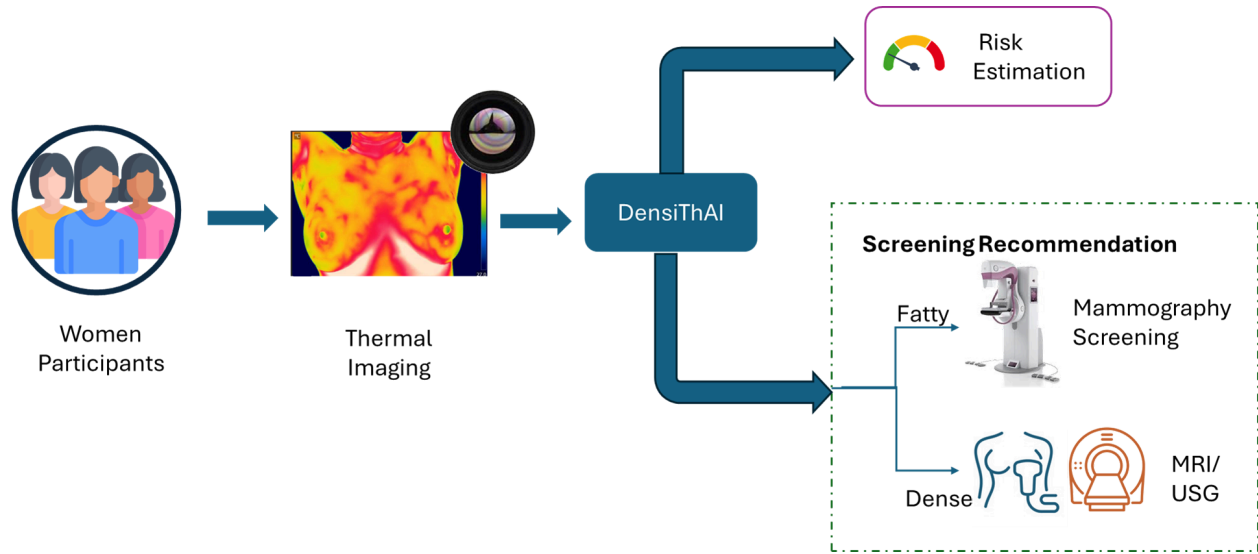 Women
Participants
Thermal
Imaging
DensiThAI
Risk
Estimation
Screening Recommendation
Fatty
Mammography
Screening
Dense
MRI/
USG